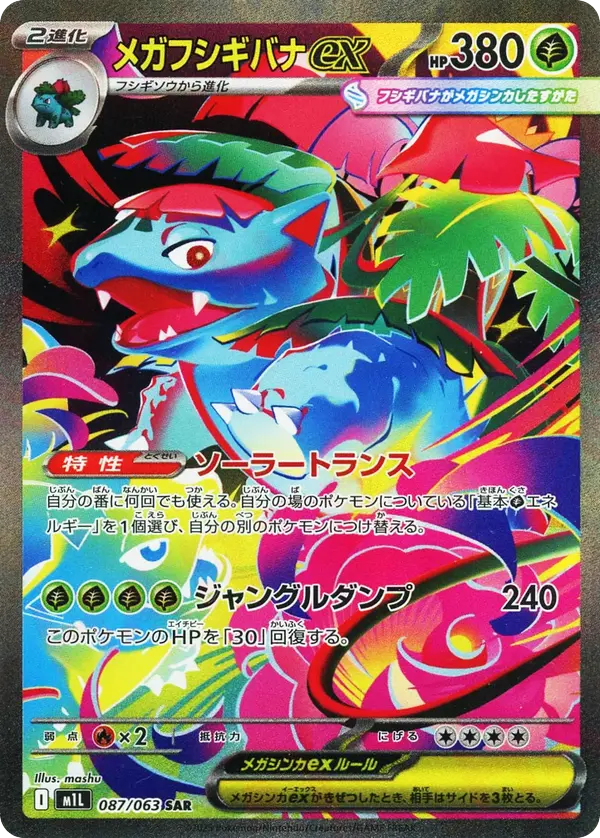 2進化
メガフシギバナex
HP380
フシギソウから進化
フシギバナがメガシンカしたすがた
特性 とくせい
ソーラートランス
自分の番に何回でも使える。自分の場のポケモンについている「基本エネ
ルギー」を1個選び、自分の別のポケモンにつけ替える。
ジャングルダンプ 240
このポケモンのHPを「30」回復する。
弱点 ×2 抵抗力 にげる
メガシンカexルール
メガシンカexがきぜつしたとき、相手はサイドを3枚とる。
Illus. mashu
I m1L 087/063 SAR